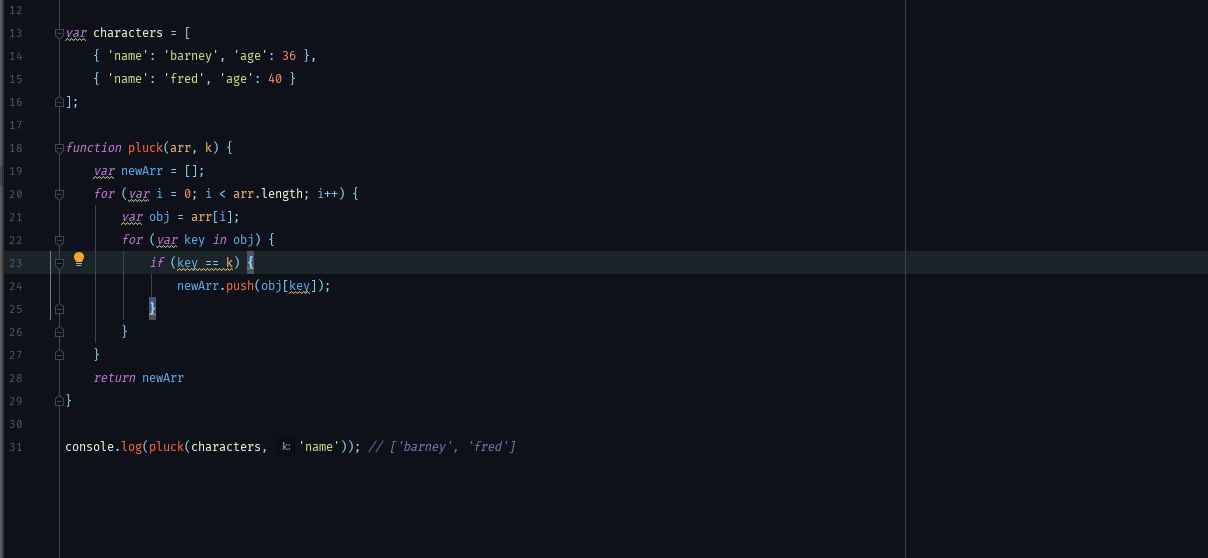 12
13 var characters = [
14 { 'name': 'barney', 'age': 36 },
15 { 'name': 'fred', 'age': 40 }
16 ];
17
18 function pluck(arr, k) {
19 var newArr = [];
20 for (var i = 0; i < arr.length; i++) {
21 var obj = arr[i];
22 for (var key in obj) {
23 if (key == k) {
24 newArr.push(obj[key]);
25 }
26 }
27 }
28 return newArr
29 }
30
31 console.log(pluck(characters, k: 'name')); // ['barney', 'fred']